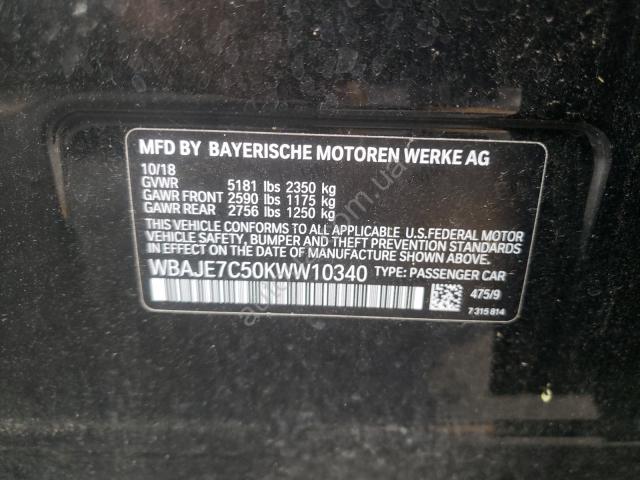 MFD BY BAYERISCHE MOTOREN WERKE AG
10/18
GVWR 5181 lbs 2350 kg
GAWR FRONT 2590 lbs 1175 kg
GAWR REAR 2756 lbs 1250 kg
THIS VEHICLE CONFORMS TO ALL APPLICABLE U.S.FEDERAL MOTOR
VEHICLE SAFETY, BUMPER AND THEFT PREVENTION STANDARDS IN
EFFECT ON THE DATE OF MANUFACTURE SHOWN ABOVE.
WBAJE7C50KWW10340 TYPE: PASSENGER CAR
475/9
7 315 814